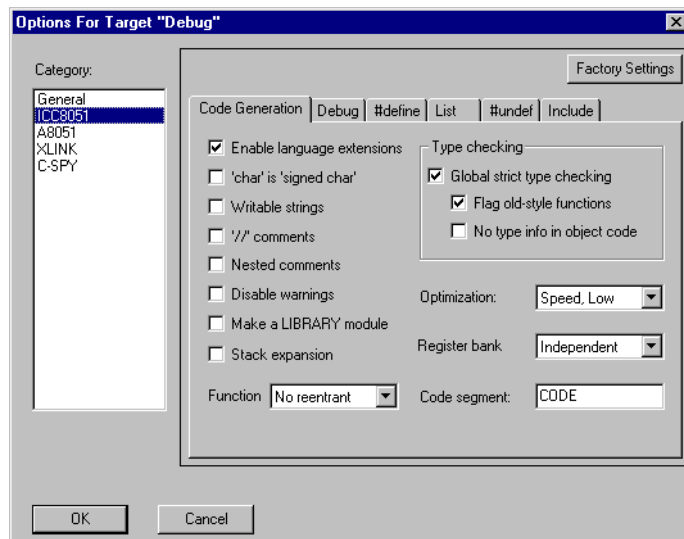 Options For Target "Debug"
Category:
General
ICC8051
A8051
XLINK
C-SPY
Factory Settings
Code Generation Debug #define List #undef Include
Enable language extensions
'char' is 'signed char'
Writable strings
'//' comments
Nested comments
Disable warnings
Make a LIBRARY module
Stack expansion
Function No reentrant
Type checking
Global strict type checking
Flag old-style functions
No type info in object code
Optimization: Speed, Low
Register bank Independent
Code segment: CODE
OK Cancel